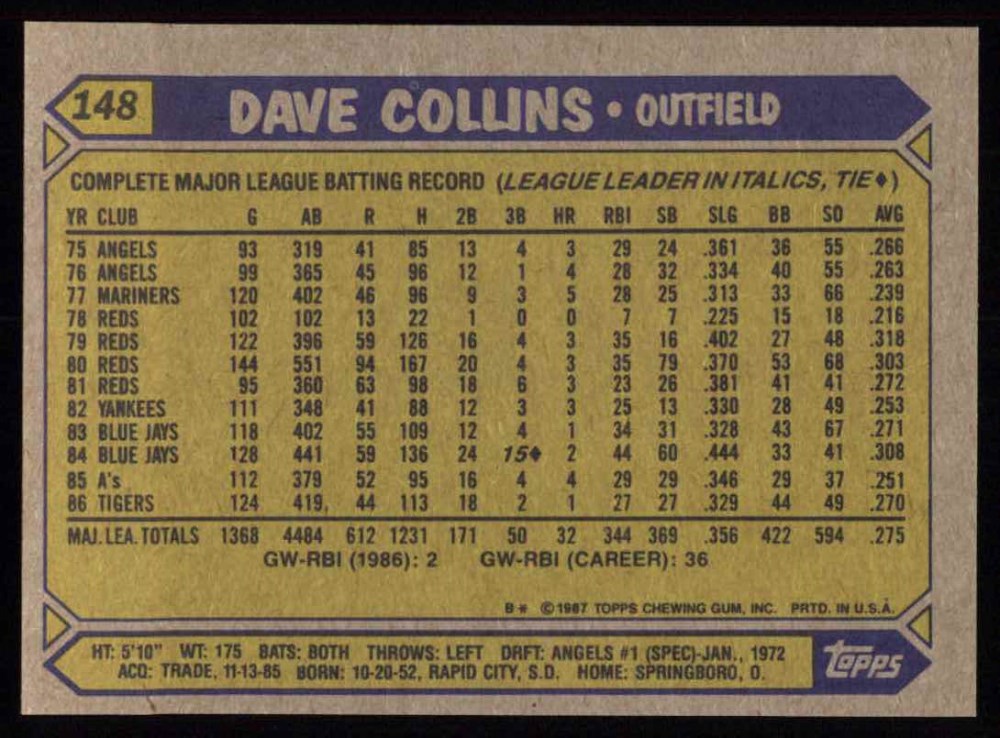 148 DAVE COLLINS • OUTFIELD
COMPLETE MAJOR LEAGUE BATTING RECORD (LEAGUE LEADER IN ITALICS, TIE♦)
YR CLUB G AB R H 2B 3B HR RBI SB SLG BB SO AVG
75 ANGELS 93 319 41 85 13 4 3 29 24 .361 36 55 .266
76 ANGELS 99 365 45 96 12 1 4 28 32 .334 40 55 .263
77 MARINERS 120 402 46 96 9 3 5 28 25 .313 33 66 .239
78 REDS 102 102 13 22 1 0 0 7 7 .225 15 18 .216
79 REDS 122 396 59 126 16 4 3 35 16 .402 27 48 .318
80 REDS 144 551 94 167 20 4 3 35 79 .370 53 68 .303
81 REDS 95 360 63 98 18 6 3 23 26 .381 41 41 .272
82 YANKEES 111 348 41 88 12 3 3 25 13 .330 28 49 .253
83 BLUE JAYS 118 402 55 109 12 4 1 34 31 .328 43 67 .271
84 BLUE JAYS 128 441 59 136 24 15♦ 2 44 60 .444 33 41 .308
85 A's 112 379 52 95 16 4 4 29 29 .346 29 37 .251
86 TIGERS 124 419, 44 113 18 2 1 27 27 .329 44 49 .270
MAJ. LEA. TOTALS 1368 4484 612 1231 171 50 32 344 369 .356 422 594 .275
GW-RBI (1986): 2 GW-RBI (CAREER): 36
B* ©1987 TOPPS CHEWING GUM, INC. PRTD. IN U.S.A.
HT: 5'10" WT: 175 BATS: BOTH THROWS: LEFT DRFT: ANGELS #1 (SPEC)-JAN., 1972
ACQ: TRADE, 11-13-85 BORN: 10-20-52, RAPID CITY, S.D. HOME: SPRINGBORO, O.
topps